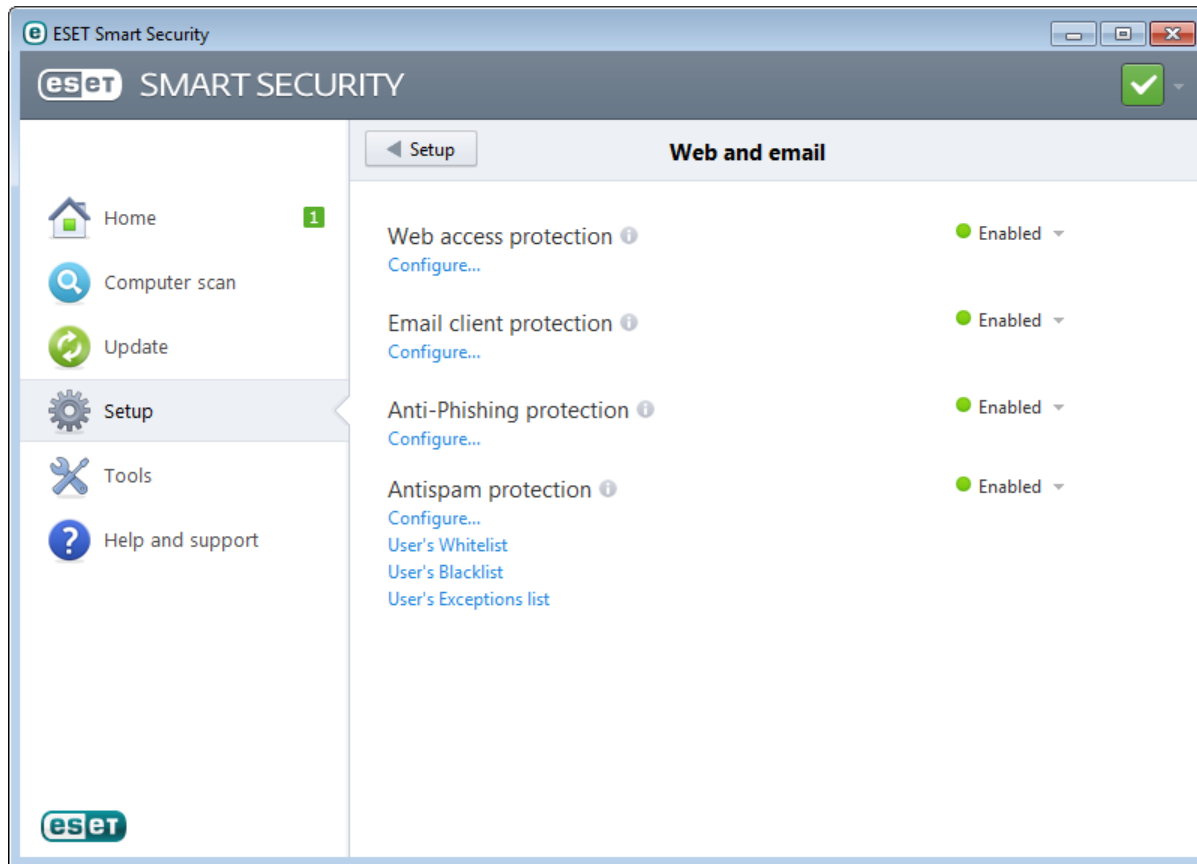 ESET Smart Security
eset SMART SECURITY
Setup
Web and email
Home 1
Computer scan
Update
Setup
Tools
? Help and support
Web access protection i Enabled
Configure...
Email client protection i Enabled
Configure...
Anti-Phishing protection i Enabled
Configure...
Antispam protection i Enabled
Configure...
User's Whitelist
User's Blacklist
User's Exceptions list
eset